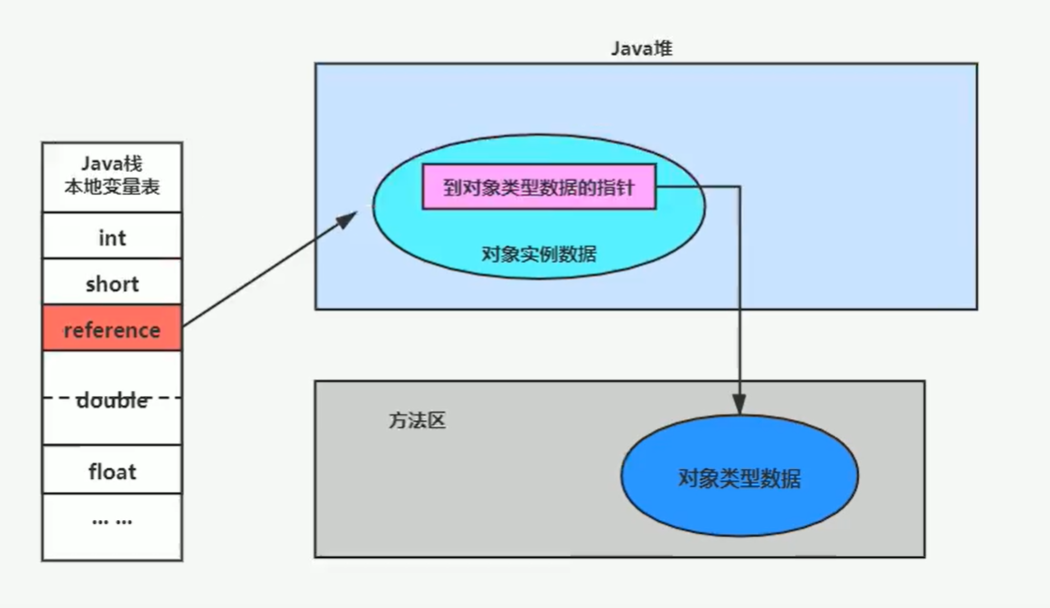 Java堆
Java栈
本地变量表
int
short
reference
double
float
... ...
到对象类型数据的指针
对象实例数据
方法区
对象类型数据